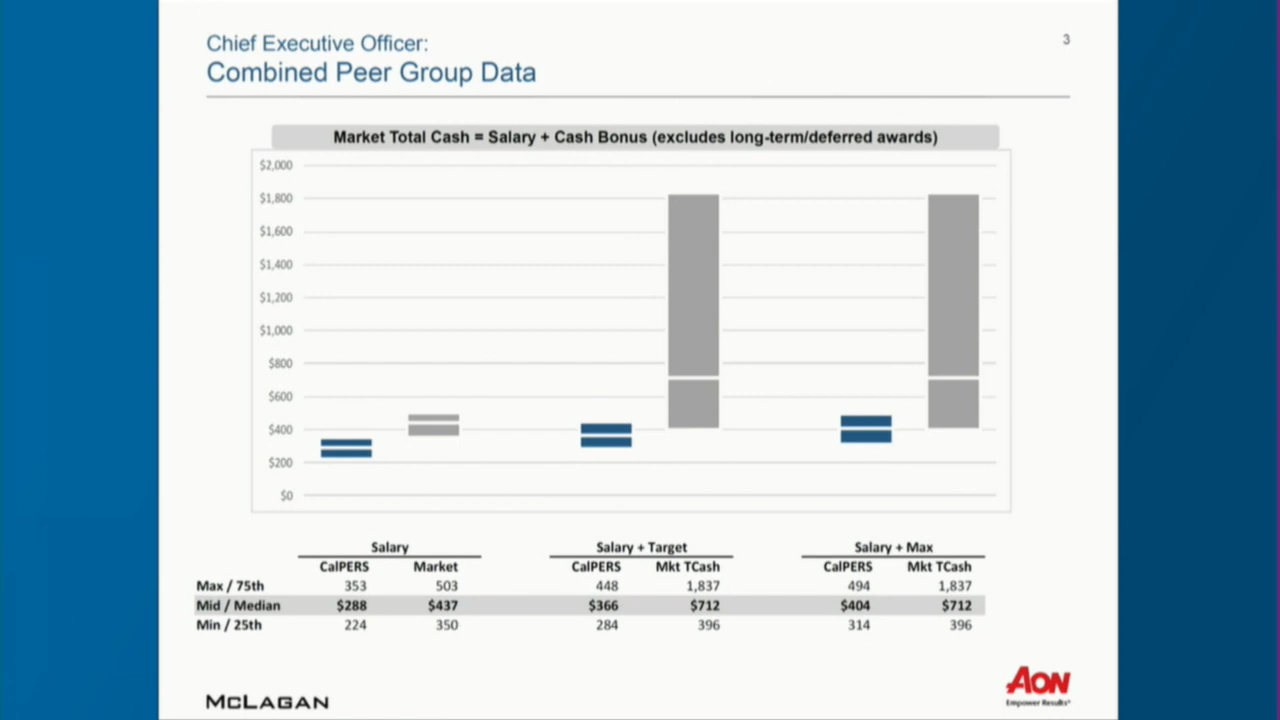 Chief Executive Officer:
3
Combined Peer Group Data
Market Total Cash = Salary + Cash Bonus (excludes long-term/deferred awards)
$2,000
$1,800
$1,600
$1,400
$1,200
$1,000
$800
$600
$400
$200
$0
Salary Salary + Target Salary + Max
CalPERS Market CalPERS Mkt TCash CalPERS Mkt TCash
Max / 75th 353 503 448 1,837 494 1,837
Mid / Median $288 $437 $366 $712 $404 $712
Min / 25th 224 350 284 396 314 396
McLAGAN
AON
Empower Results®